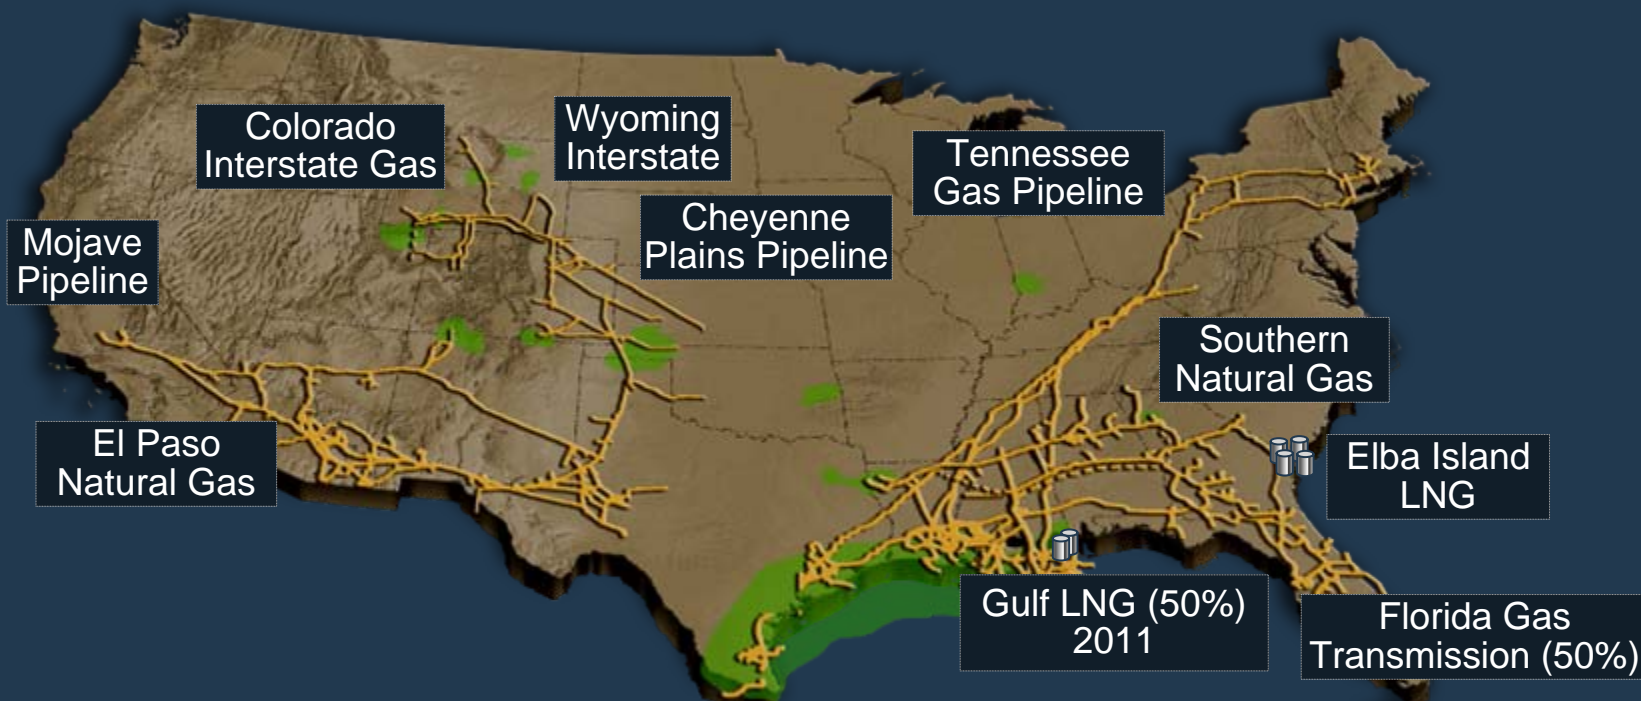 Colorado
Interstate Gas
Wyoming
Interstate
Tennessee
Gas Pipeline
Cheyenne
Plains Pipeline
Mojave
Pipeline
Southern
Natural Gas
El Paso
Natural Gas
Elba Island
LNG
Gulf LNG (50%)
2011
Florida Gas
Transmission (50%)